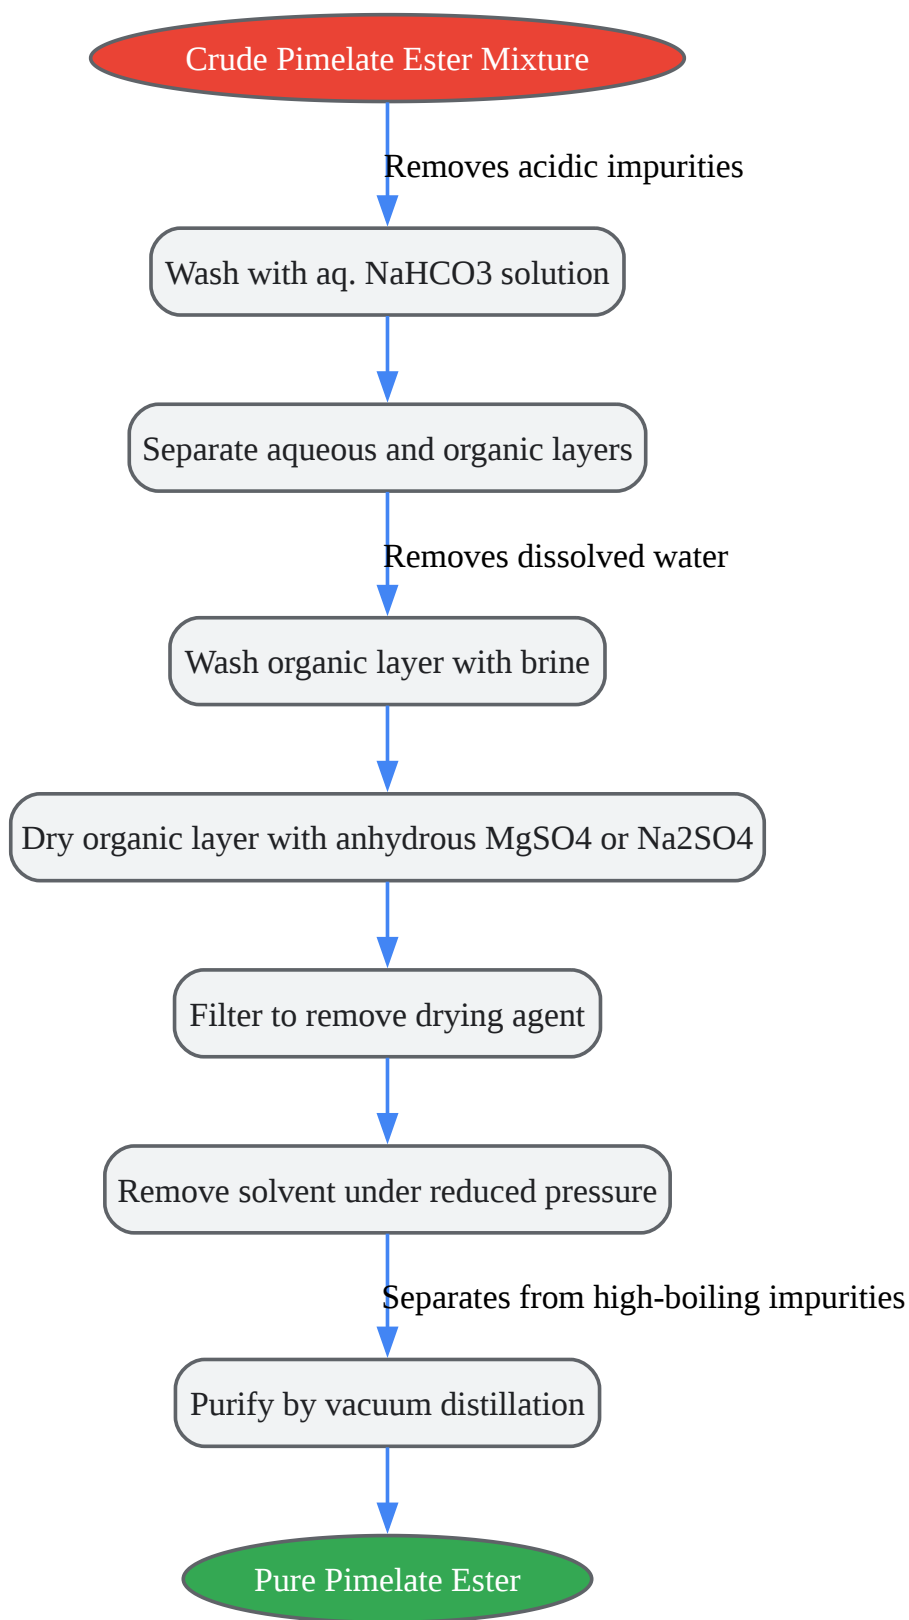 Crude Pimelate Ester Mixture
Removes acidic impurities
Wash with aq. NaHCO3 solution
Separate aqueous and organic layers
Removes dissolved water
Wash organic layer with brine
Dry organic layer with anhydrous MgSO4 or Na2SO4
Filter to remove drying agent
Remove solvent under reduced pressure
Separates from high-boiling impurities
Purify by vacuum distillation
Pure Pimelate Ester